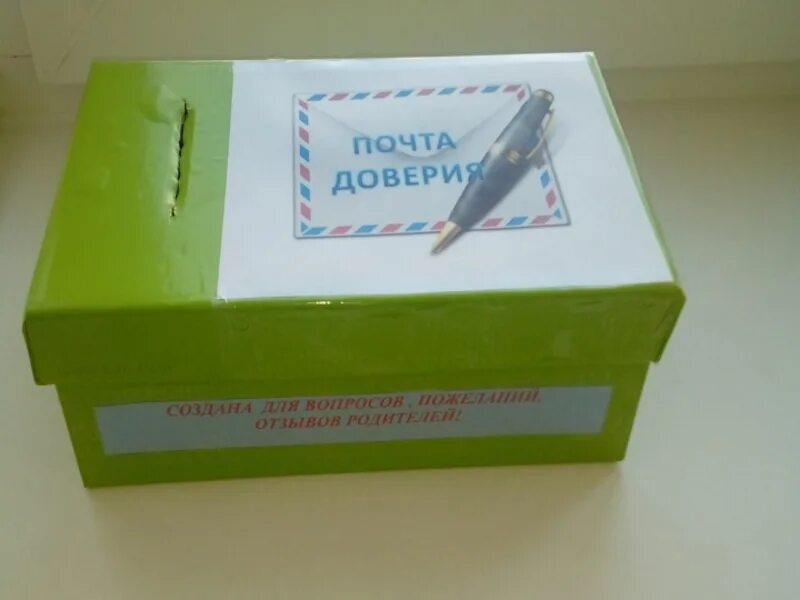 ПОЧТА
ДОВЕРИЯ
СОЗДАНА ДЛЯ ВОПРОСОВ , ПОЖЕЛАНИЙ,
ОТЗЫВОВ РОДИТЕЛЕЙ!